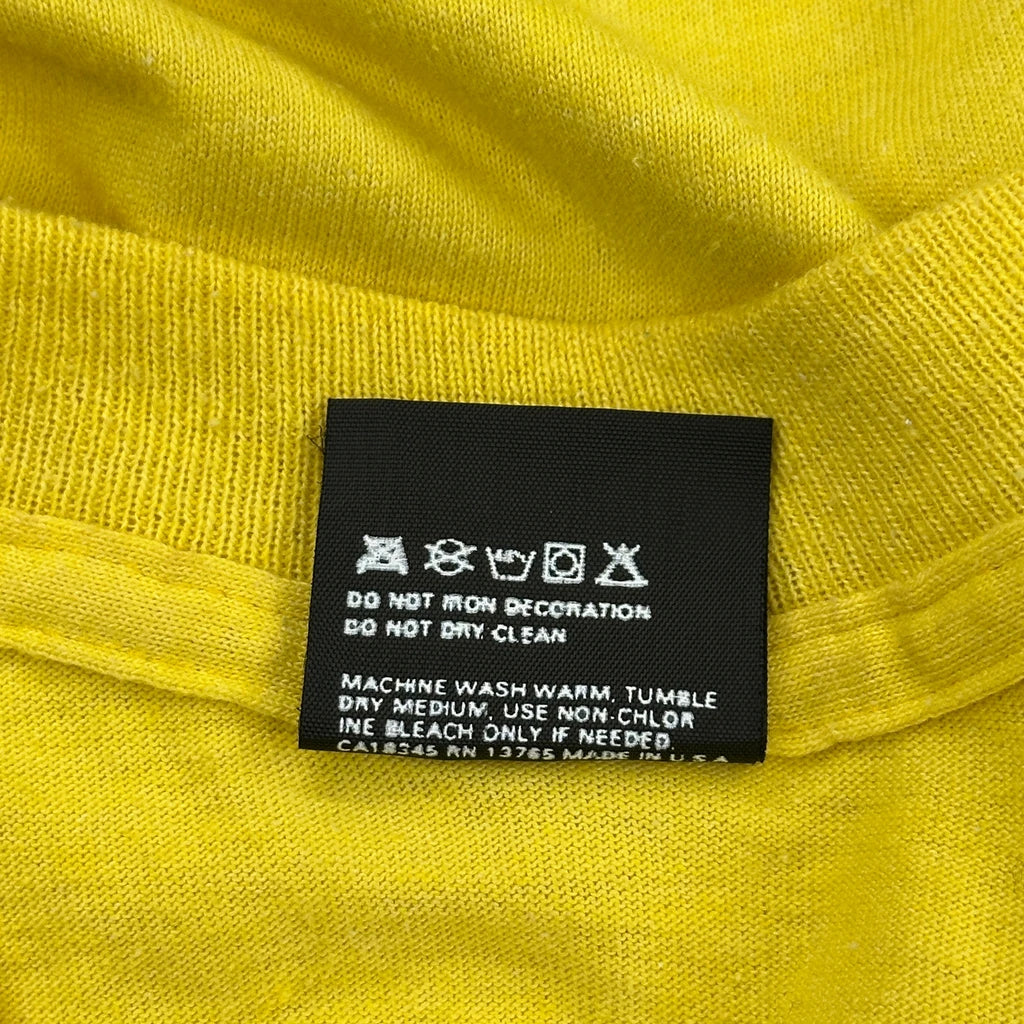 DO NOT IRON DECORATION
DO NOT DRY CLEAN
MACHINE WASH WARM, TUMBLE
DRY MEDIUM, USE NON-CHLOR
INE BLEACH ONLY IF NEEDED
CA18345 RN 13765 MADE IN U.S.A